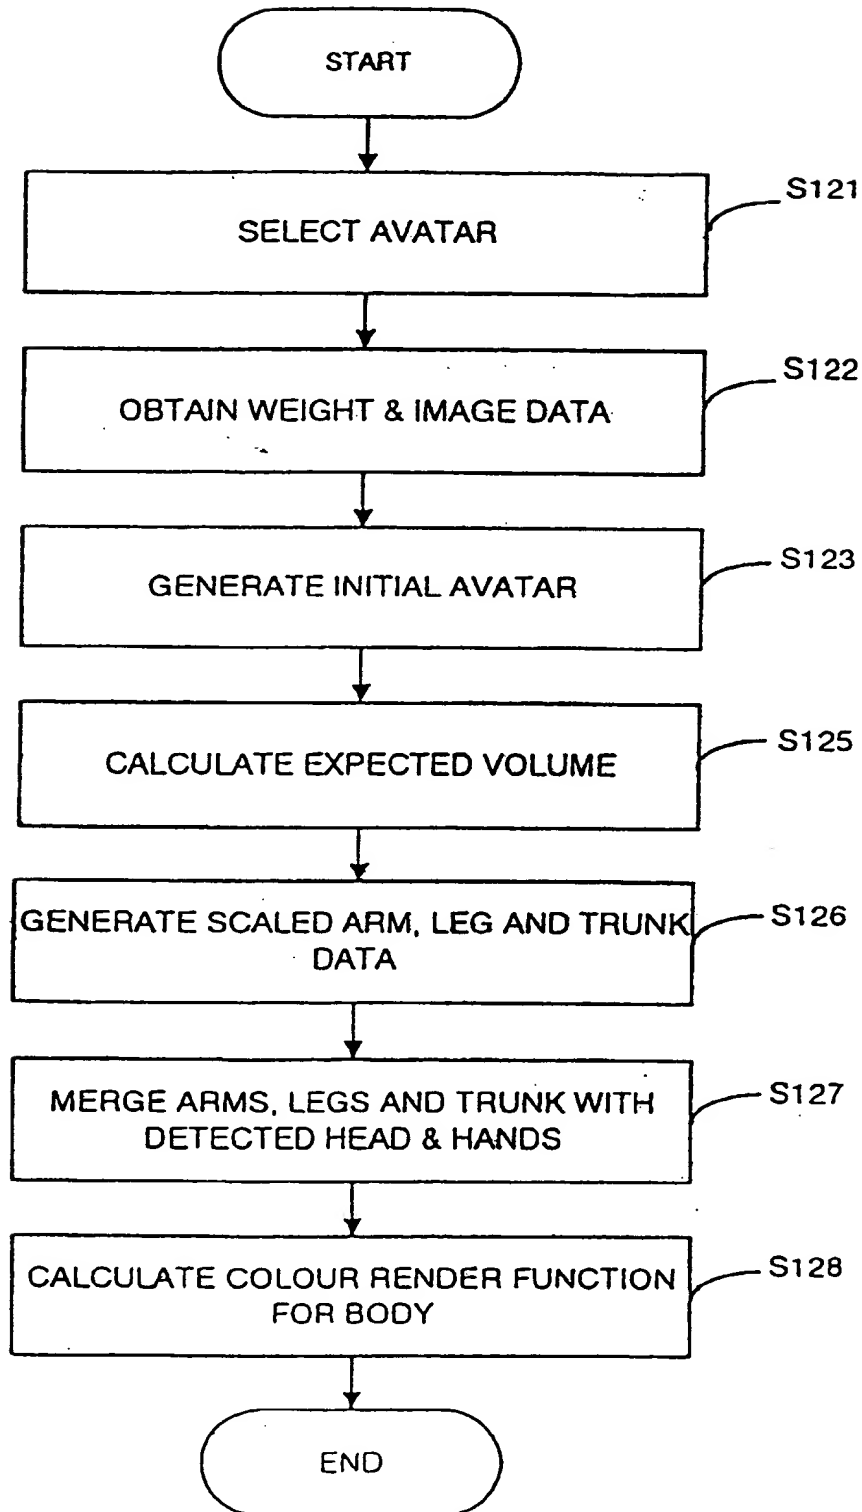 START
S121
SELECT AVATAR
S122
OBTAIN WEIGHT & IMAGE DATA
S123
GENERATE INITIAL AVATAR
S125
CALCULATE EXPECTED VOLUME
S126
GENERATE SCALED ARM, LEG AND TRUNK
DATA
S127
MERGE ARMS, LEGS AND TRUNK WITH
DETECTED HEAD & HANDS
S128
CALCULATE COLOUR RENDER FUNCTION
FOR BODY
END